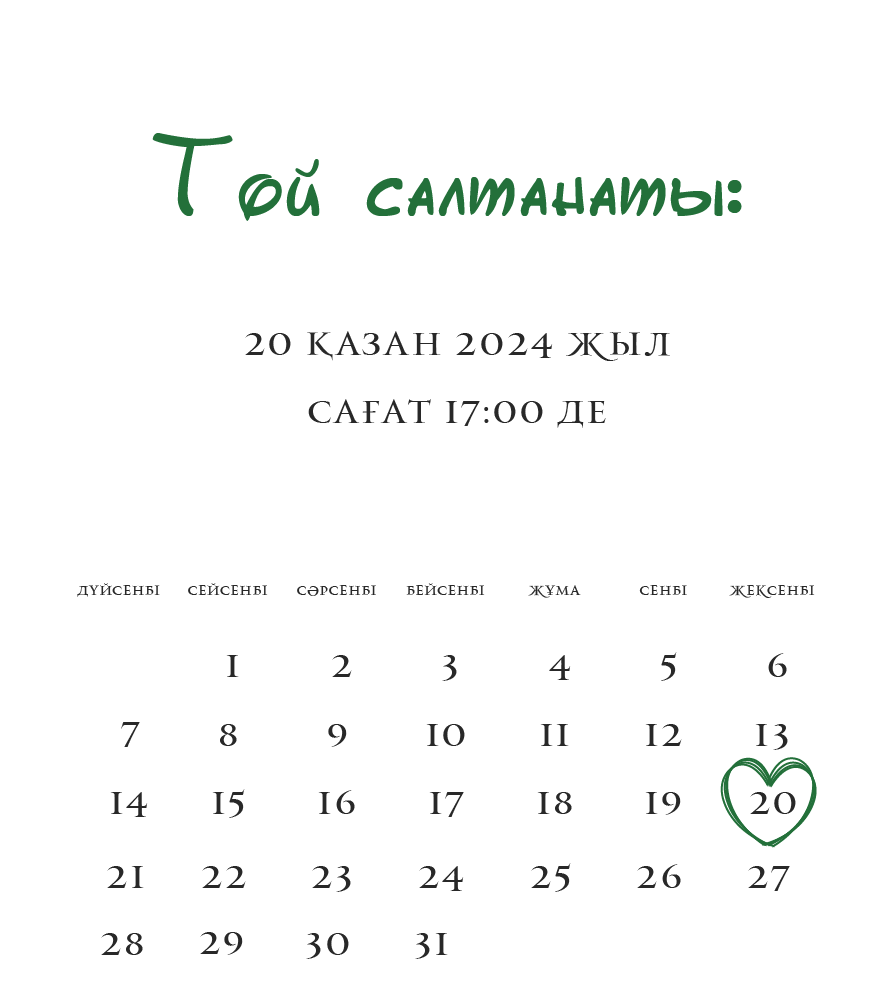 Той салтанаты:
20 ҚАЗАН 2024 ЖЫЛ
САҒАТ 17:00 ДЕ
ДҮЙСЕНБІ СЕЙСЕНБІ СӘРСЕНБІ БЕЙСЕНБІ ЖҰМА СЕНБІ ЖЕКСЕНБІ
1 2 3 4 5 6
7 8 9 10 11 12 13
14 15 16 17 18 19 20
21 22 23 24 25 26 27
28 29 30 31